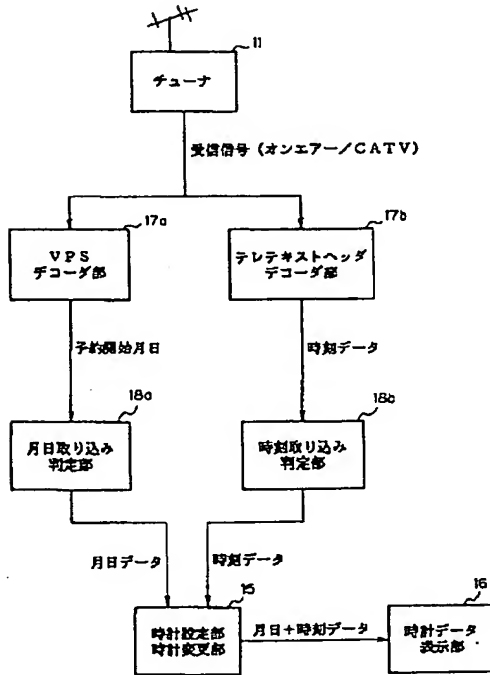 11
チューナ
受信信号(オンエアー/CATV)
17a
VPS
デコーダ部
17b
テレテキストヘッダ
デコーダ部
予約開始月日
時刻データ
18a
月日取り込み
判定部
18b
時刻取り込み
判定部
月日データ
時刻データ
15
時計設定部
時計変更部
月日+時刻データ
16
時計データ
表示部